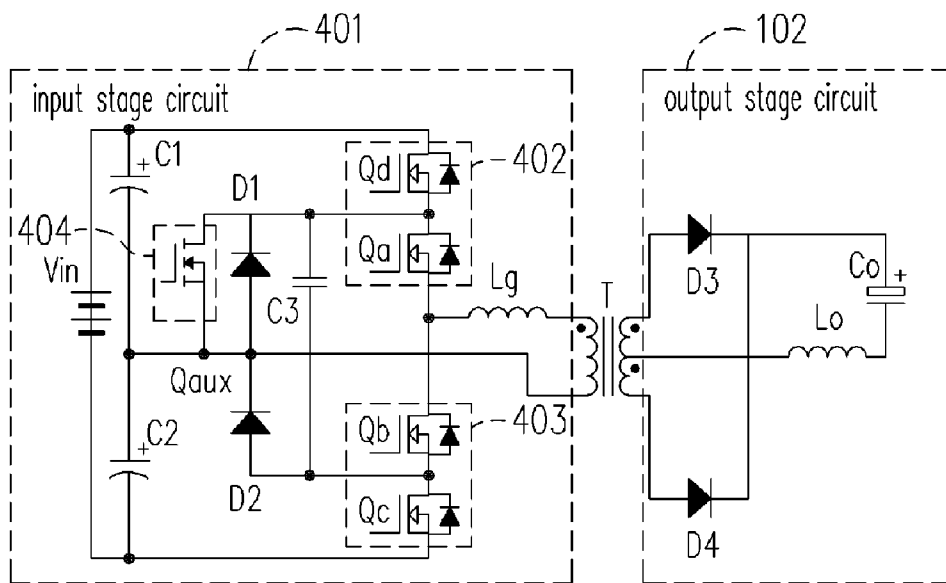 401
102
input stage circuit
output stage circuit
+ C1
Qd
402
D1
404
Qa
Vin
C3
Lg
T
D3
Co +
Lo
Qaux
+ C2
Qb
403
D2
Qc
D4